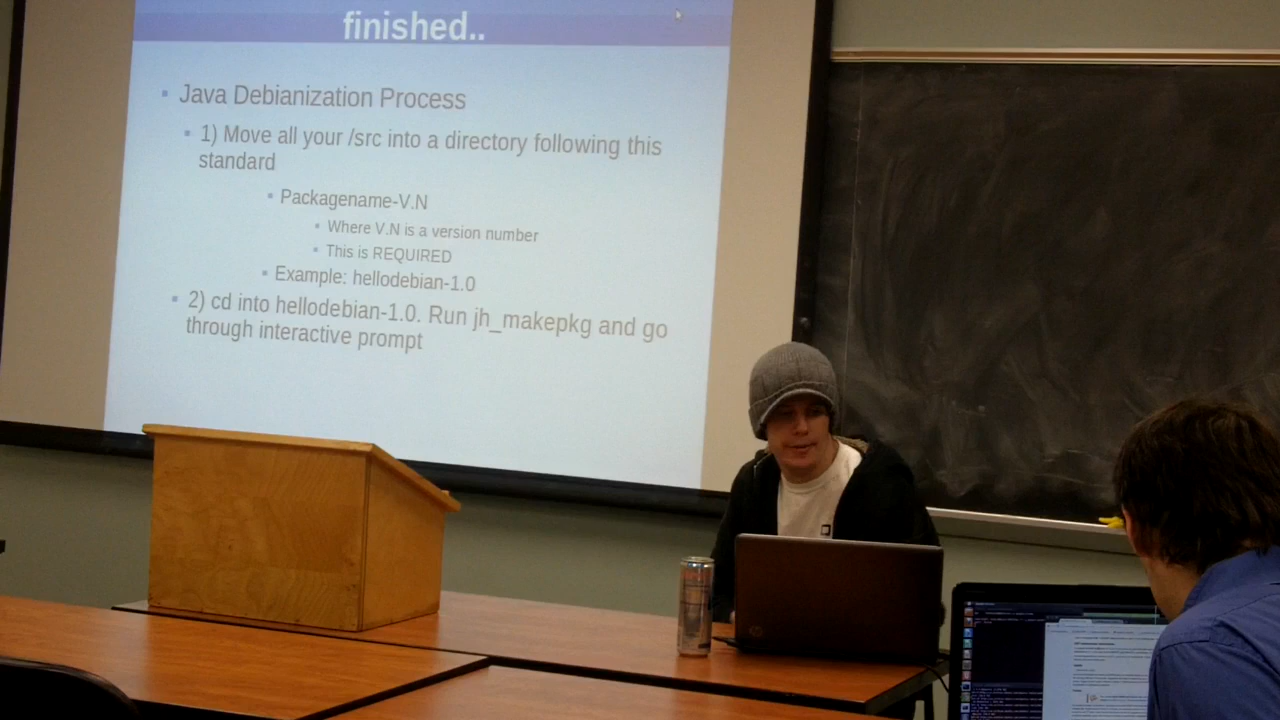 finished..
Java Debianization Process
1) Move all your /src into a directory following this
standard
Packagename-V.N
Where V.N is a version number
This is REQUIRED
Example: hellodebian-1.0
2) cd into hellodebian-1.0. Run jh_makepkg and go
through interactive prompt